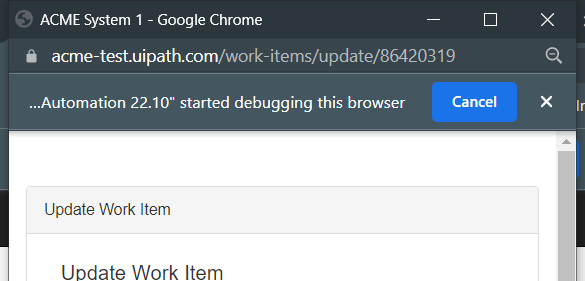 ACME System 1 - Google Chrome
acme-test.uipath.com/work-items/update/86420319
...Automation 22.10" started debugging this browser
Cancel
Update Work Item
Update Work Item